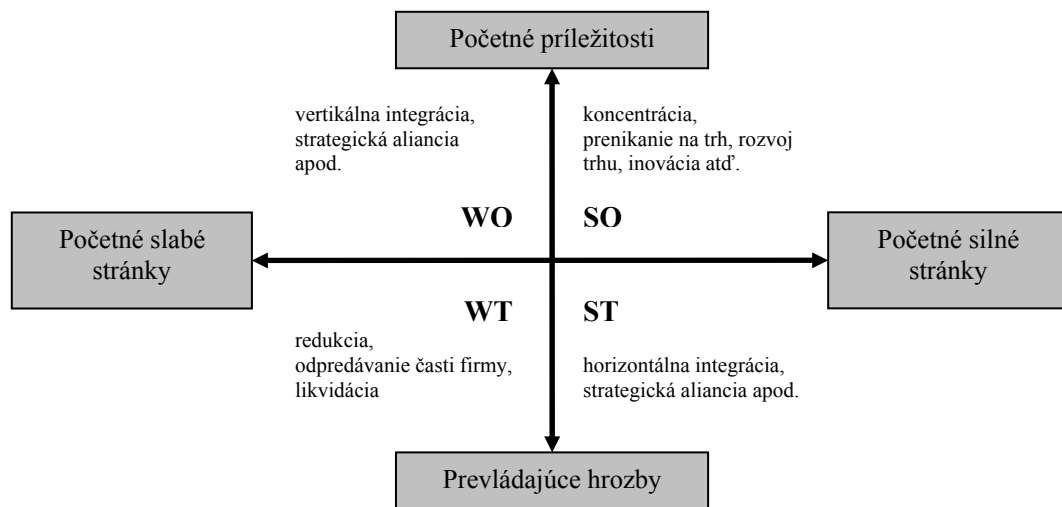 Početné príležitosti
vertikálna integrácia,
strategická aliancia
apod.
koncentrácia,
prenikanie na trh, rozvoj
trhu, inovácia atď.
WO
SO
Početné slabé
stránky
Početné silné
stránky
WT
ST
redukcia,
odpredávanie časti firmy,
likvidácia
horizontálna integrácia,
strategická aliancia apod.
Prevládajúce hrozby